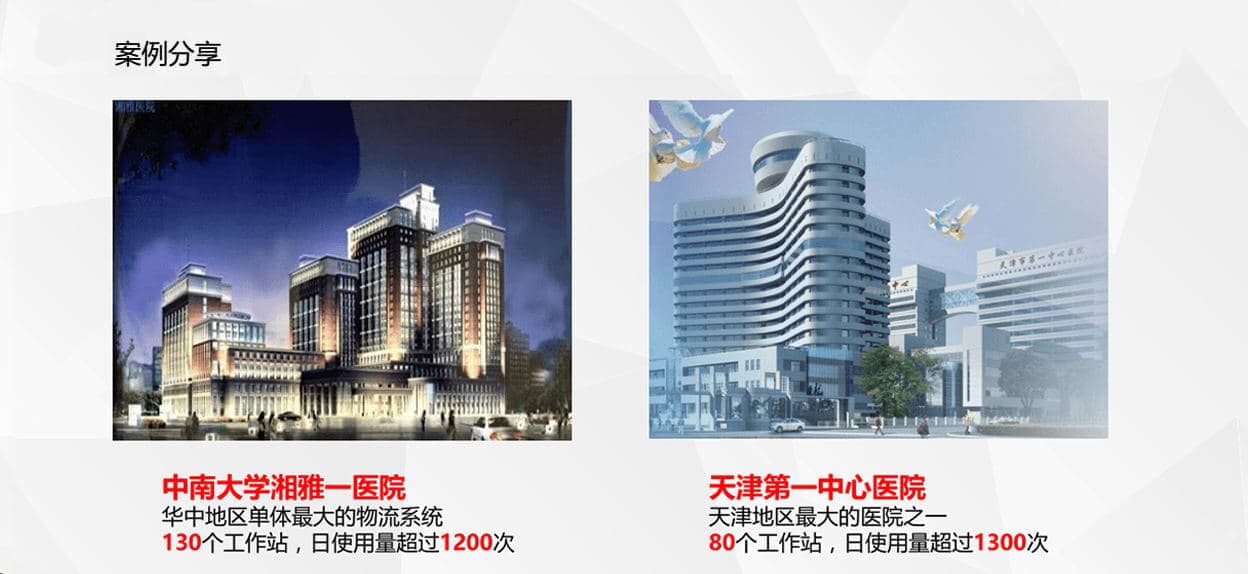 案例分享
湘雅医院
天津市第一中心医院
中心
中南大学湘雅一医院
华中地区单体最大的物流系统
130个工作站，日使用量超过1200次
天津第一中心医院
天津地区最大的医院之一
80个工作站，日使用量超过1300次